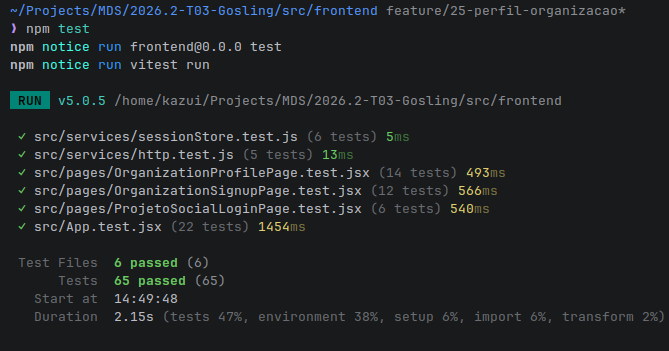 ~/Projects/MDS/2026.2-T03-Gosling/src/frontend feature/25-perfil-organizacao*
❯ npm test
npm notice run frontend@0.0.0 test
npm notice run vitest run
RUN v5.0.5 /home/kazui/Projects/MDS/2026.2-T03-Gosling/src/frontend
✓ src/services/sessionStore.test.js (6 tests) 5ms
✓ src/services/http.test.js (5 tests) 13ms
✓ src/pages/OrganizationProfilePage.test.jsx (14 tests) 493ms
✓ src/pages/OrganizationSignupPage.test.jsx (12 tests) 566ms
✓ src/pages/ProjetoSocialLoginPage.test.jsx (6 tests) 540ms
✓ src/App.test.jsx (22 tests) 1454ms
Test Files 6 passed (6)
Tests 65 passed (65)
Start at 14:49:48
Duration 2.15s (tests 47%, environment 38%, setup 6%, import 6%, transform 2%)